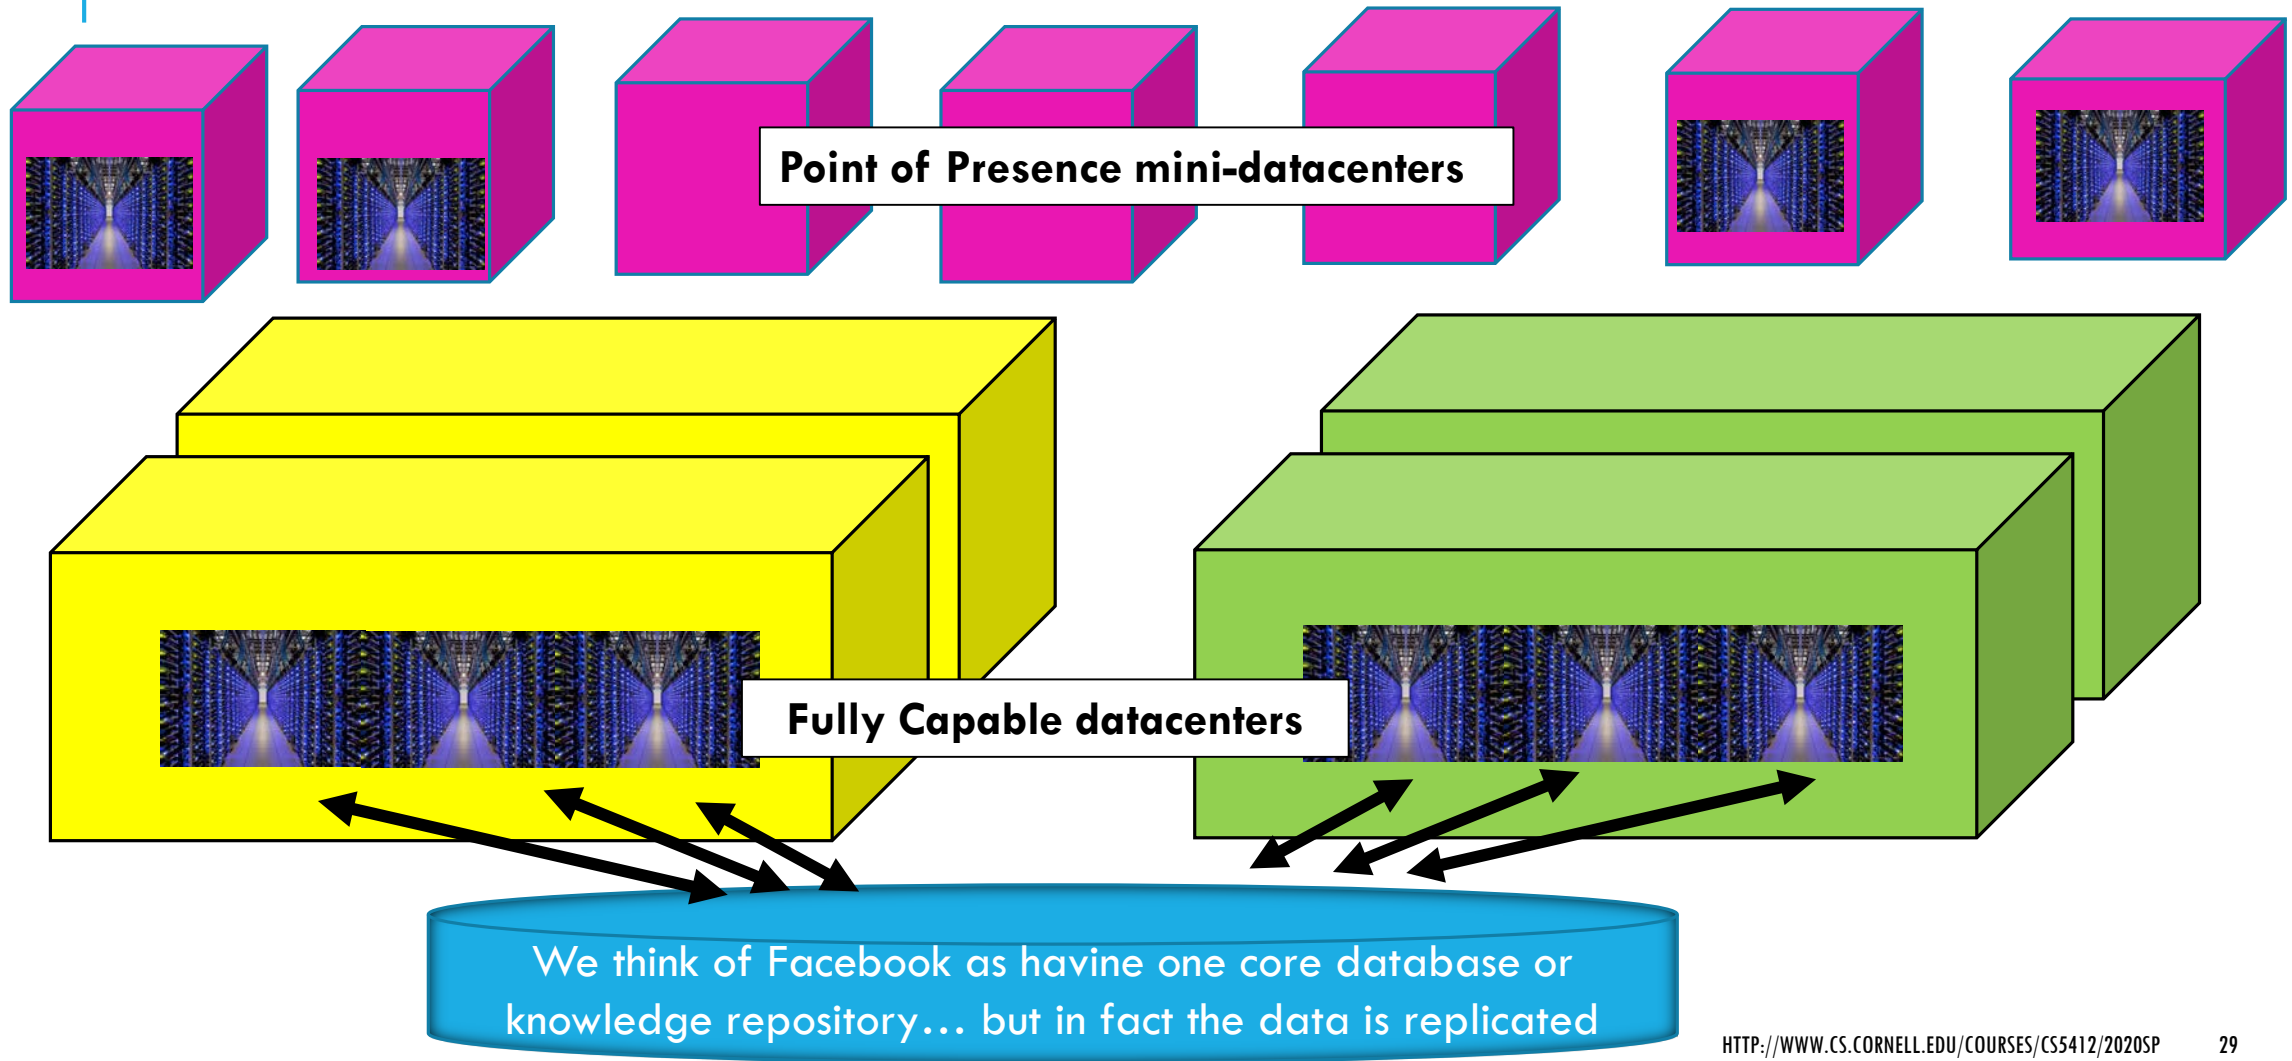 Point of Presence mini-datacenters
Fully Capable datacenters
We think of Facebook as havine one core database or
knowledge repository… but in fact the data is replicated
HTTP://WWW.CS.CORNELL.EDU/COURSES/CS5412/2020SP 29